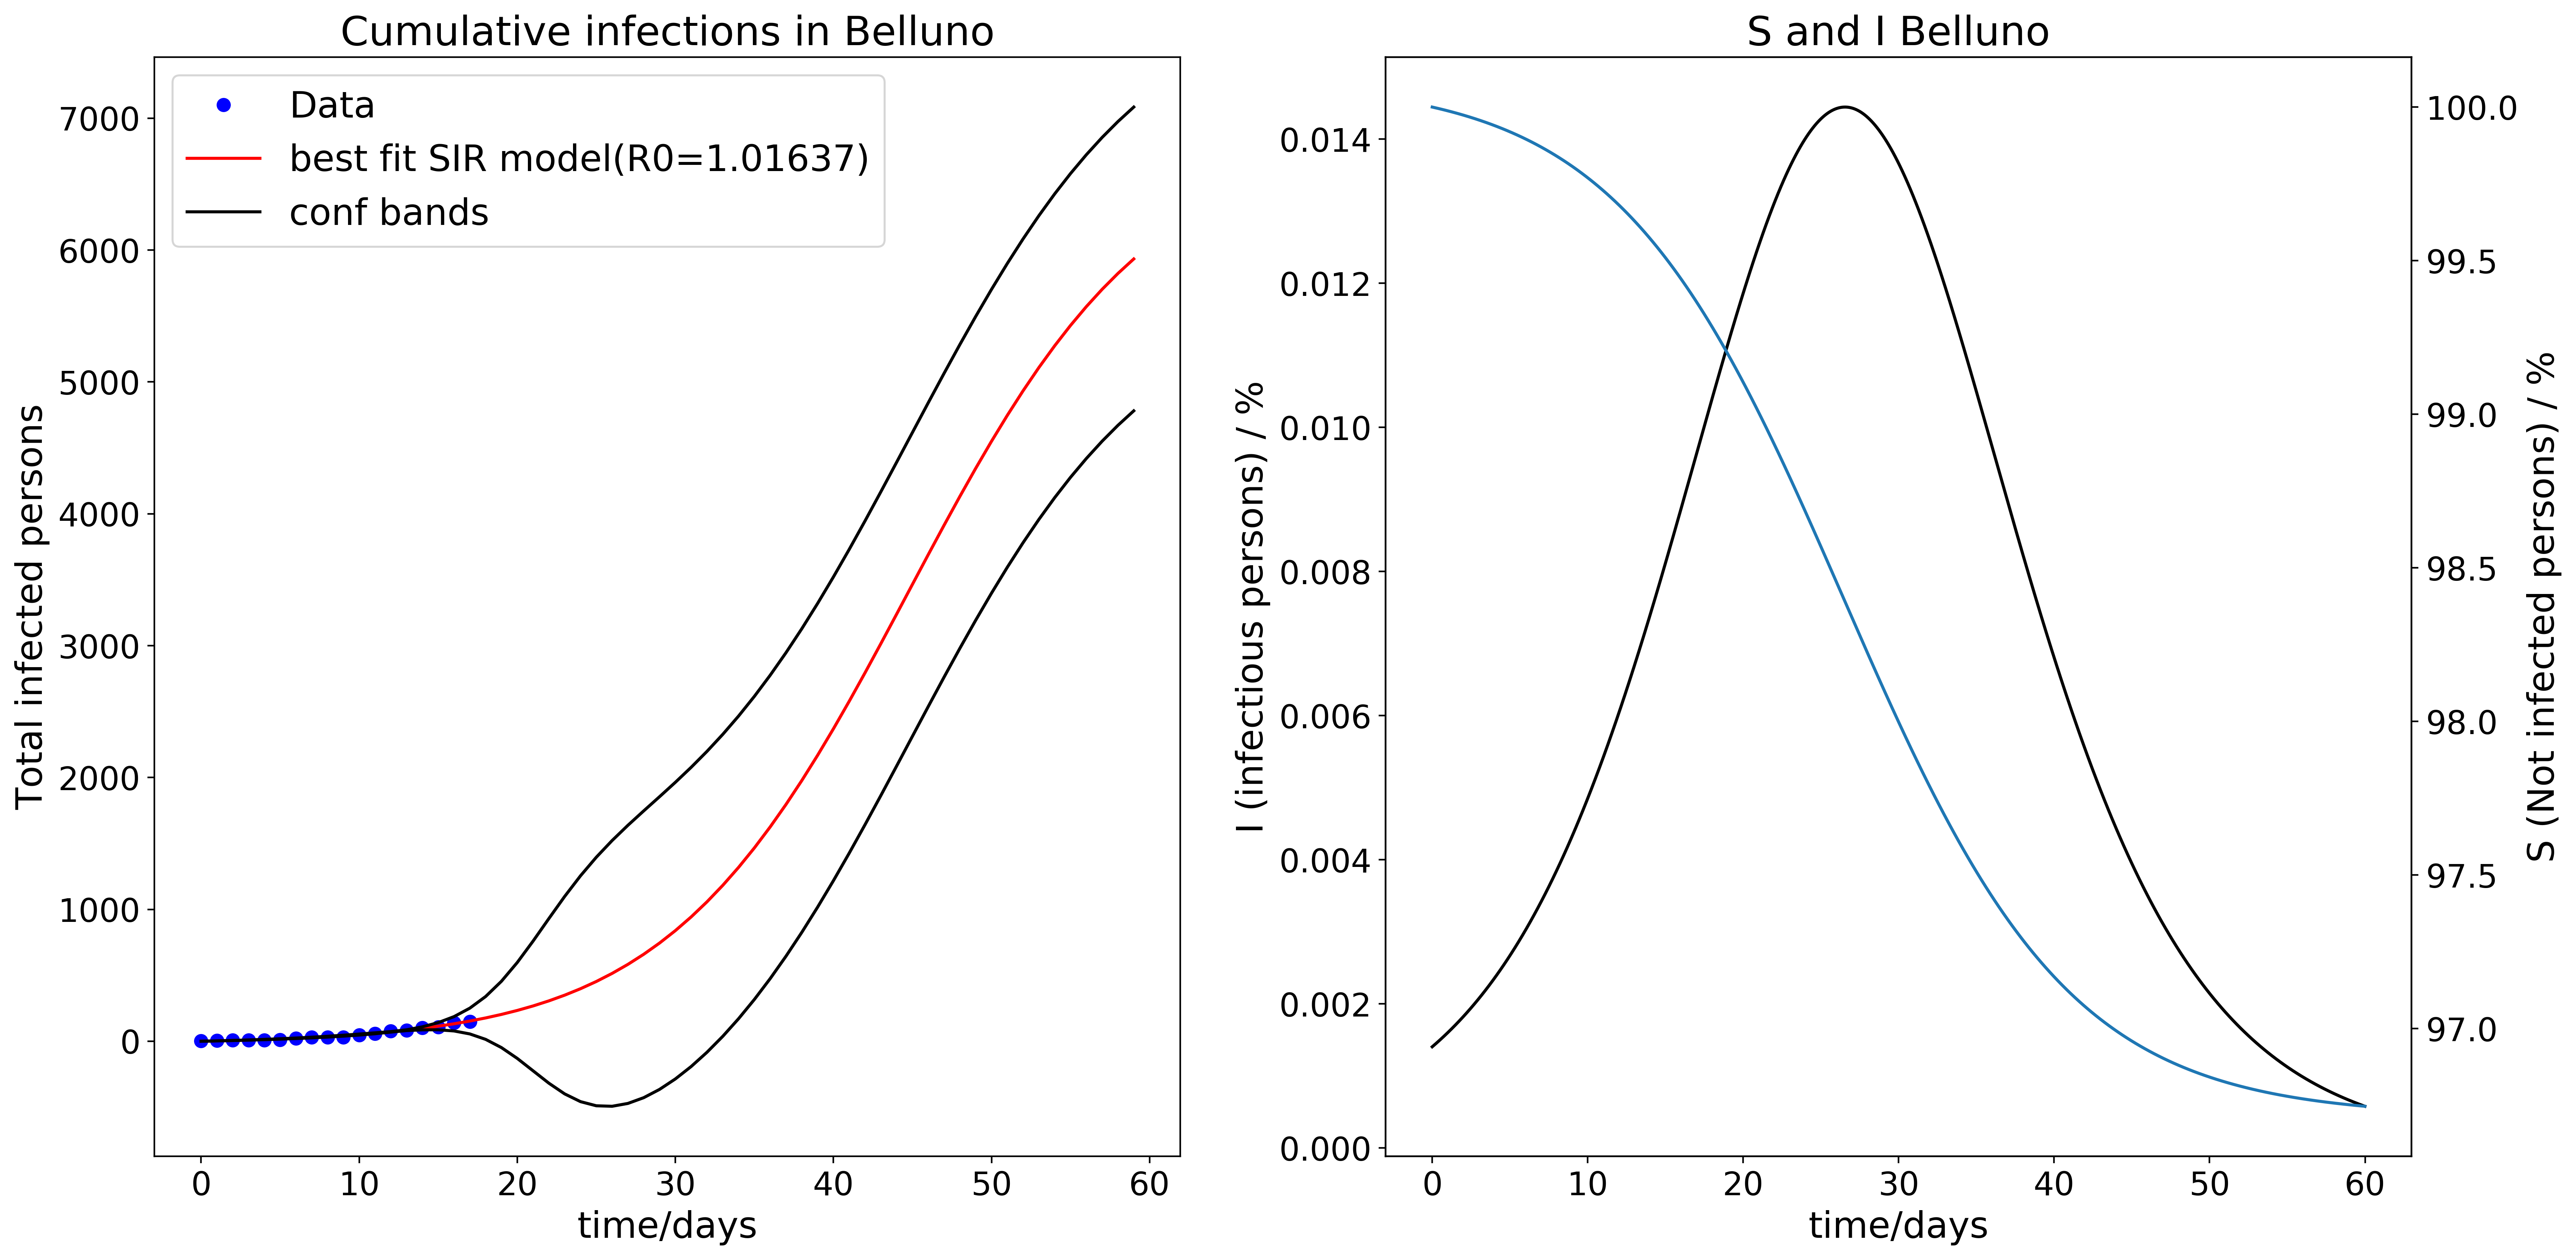 Cumulative infections in Belluno
Data
best fit SIR model(R0=1.01637)
conf bands
Total infected persons
7000
6000
5000
4000
3000
2000
1000
0
0 10 20 30 40 50 60
time/days
S and I Belluno
I (infectious persons) / %
0.014
0.012
0.010
0.008
0.006
0.004
0.002
0.000
100.0
99.5
99.0
98.5
98.0
97.5
97.0
S (Not infected persons) / %
0 10 20 30 40 50 60
time/days